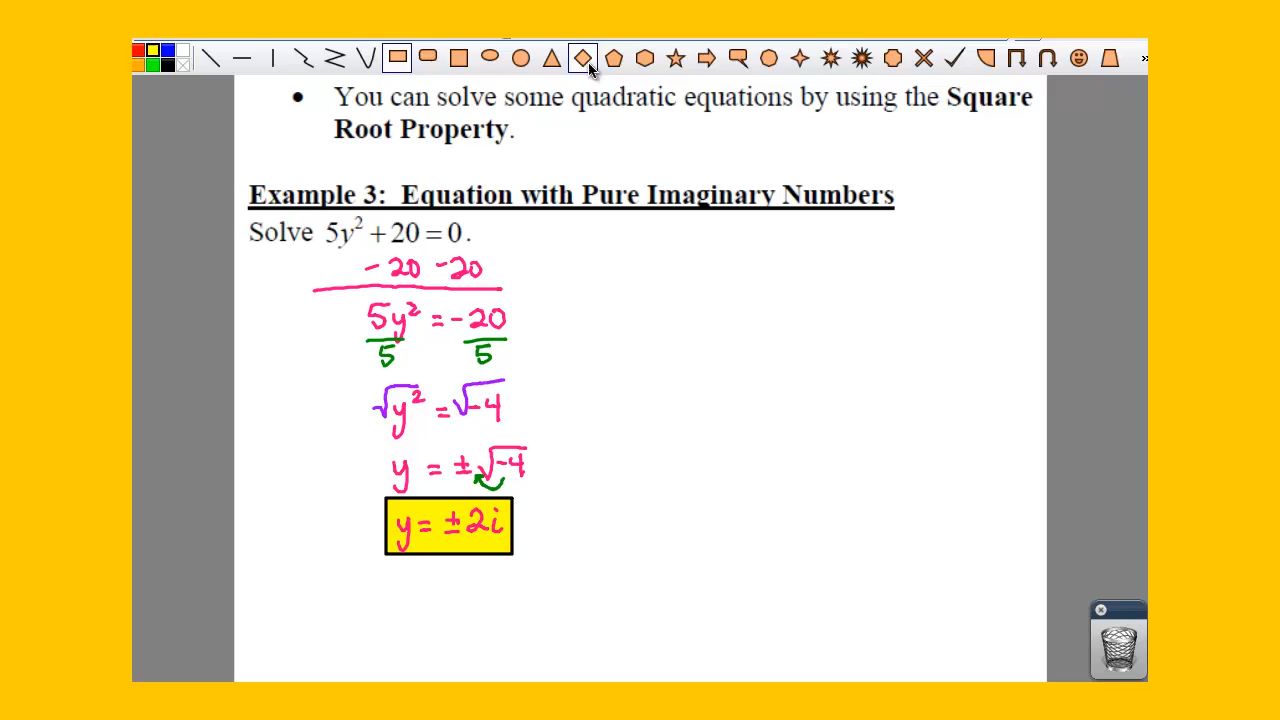 • You can solve some quadratic equations by using the Square
Root Property.
Example 3: Equation with Pure Imaginary Numbers
Solve 5y² + 20 = 0.
- 20 - 20
5y² = - 20
5 5
√y² = √-4
y = ± √-4
y = ± 2i